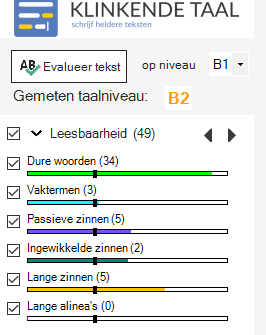 KLINKENDE TAAL
schrijf heldere teksten
AB Evalueer tekst op niveau B1
Gemeten taalniveau: B2
Leesbaarheid (49)
Dure woorden (34)
Vaktermen (3)
Passieve zinnen (5)
Ingewikkelde zinnen (2)
Lange zinnen (5)
Lange alinea's (0)